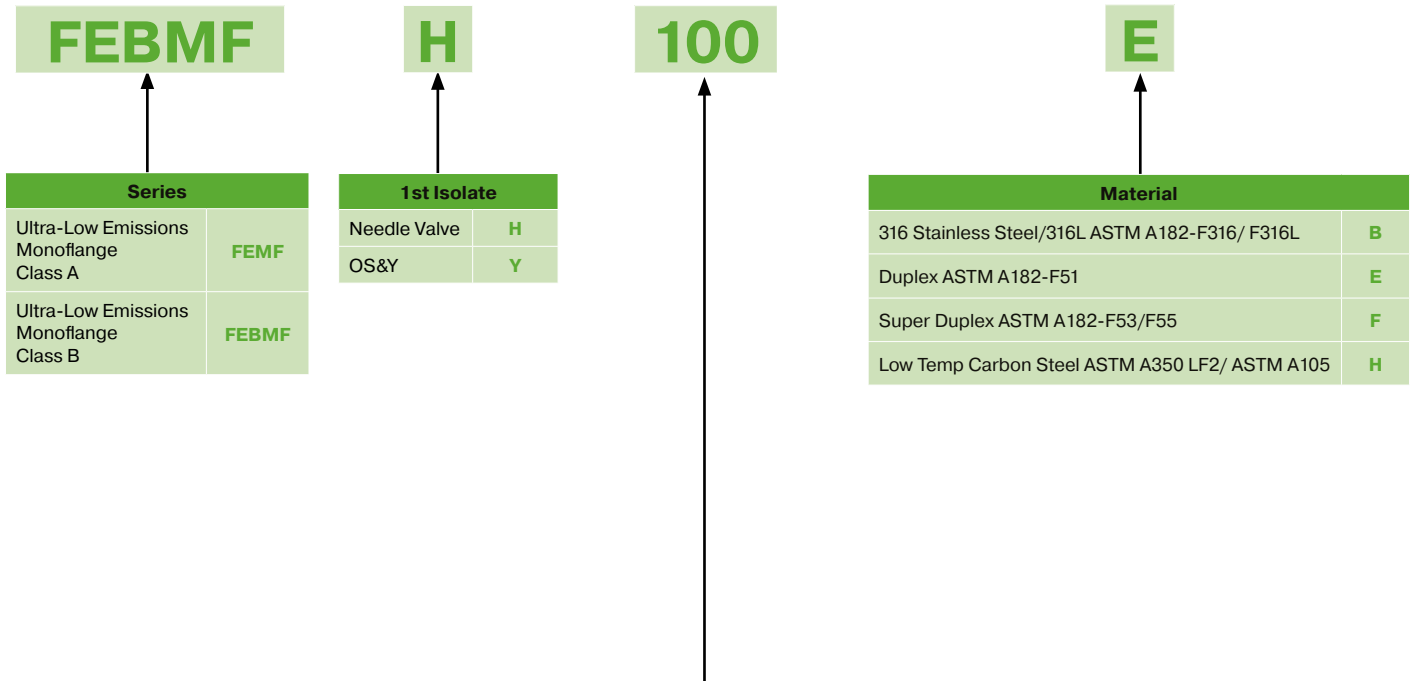 FEBMF H 100 E
Series
Ultra-Low Emissions
Monoflange
Class A
FEMF
Ultra-Low Emissions
Monoflange
Class B
FEBMF
1st Isolate
Needle Valve H
OS&Y Y
Material
316 Stainless Steel/316L ASTM A182-F316/ F316L B
Duplex ASTM A182-F51 E
Super Duplex ASTM A182-F53/F55 F
Low Temp Carbon Steel ASTM A350 LF2/ ASTM A105 H